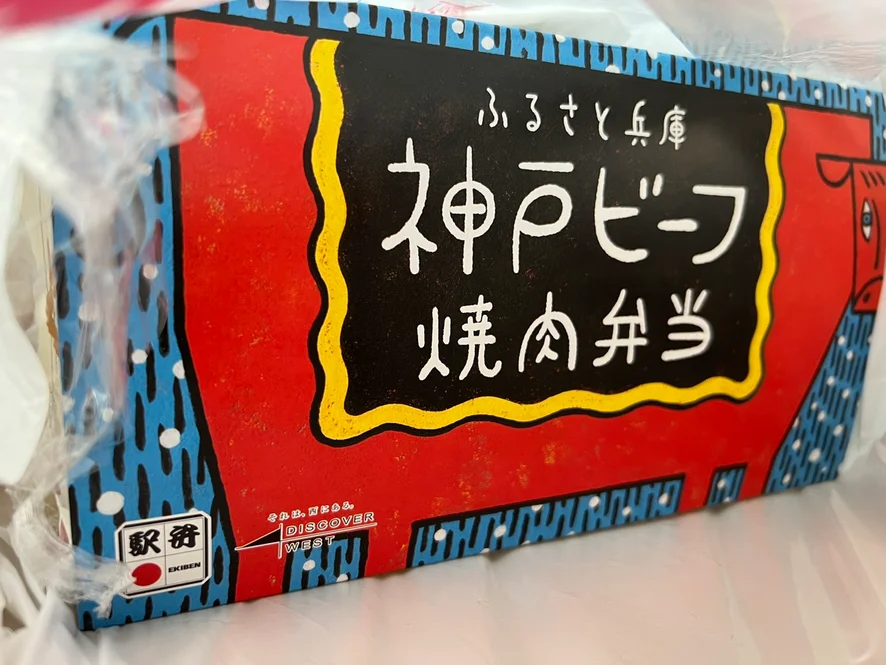 ふるさと兵庫
神戸ビーフ
焼肉弁当
それは、西にある。
DISCOVER
WEST
駅弁
EKIBEN